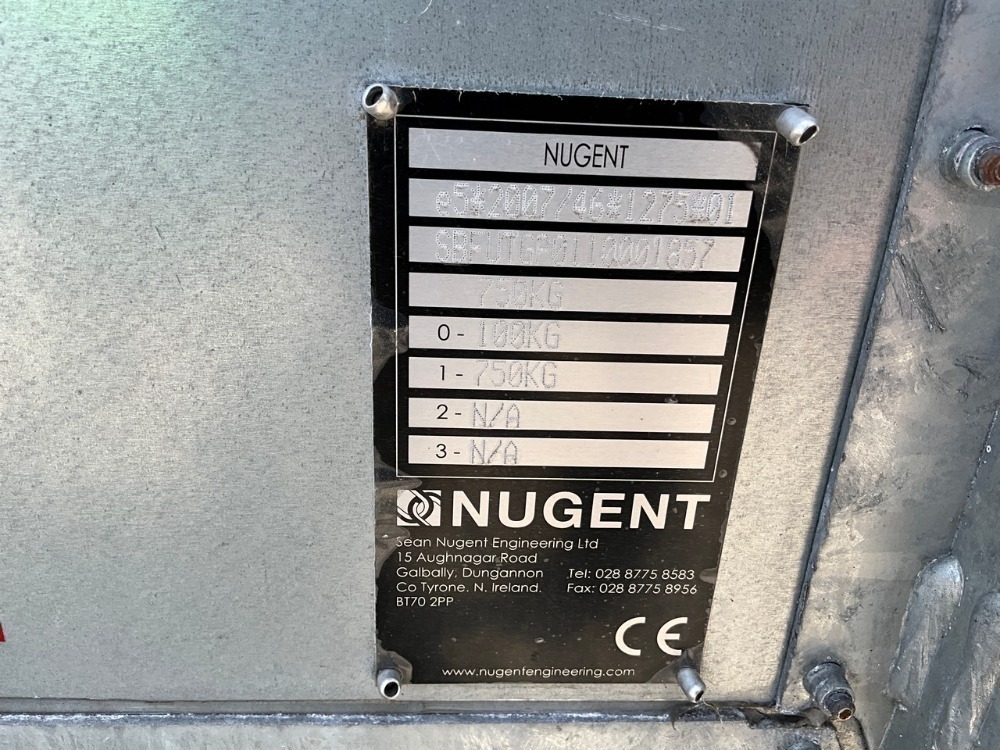 NUGENT
e5*2007/46*1275*01
SBFUTGP0110001857
750KG
0- 100KG
1 - 750KG
2 - N/A
3 - N/A
NUGENT
Sean Nugent Engineering Ltd
15 Aughnagar Road
Galbally, Dungannon Tel: 028 8775 8583
Co Tyrone. N. Ireland. Fax: 028 8775 8956
BT70 2PP
CE
www.nugentengineering.com